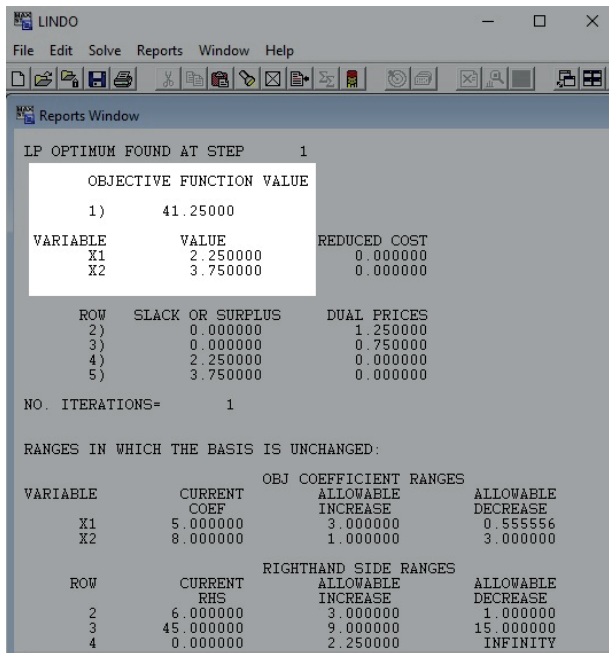 LINDO
File Edit Solve Reports Window Help
Reports Window
LP OPTIMUM FOUND AT STEP 1
OBJECTIVE FUNCTION VALUE
1) 41.25000
VARIABLE VALUE REDUCED COST
X1 2.250000 0.000000
X2 3.750000 0.000000
ROW SLACK OR SURPLUS DUAL PRICES
2) 0.000000 1.250000
3) 0.000000 0.750000
4) 2.250000 0.000000
5) 3.750000 0.000000
NO. ITERATIONS= 1
RANGES IN WHICH THE BASIS IS UNCHANGED:
OBJ COEFFICIENT RANGES
VARIABLE CURRENT ALLOWABLE ALLOWABLE
COEF INCREASE DECREASE
X1 5.000000 3.000000 0.555556
X2 8.000000 1.000000 3.000000
RIGHTHAND SIDE RANGES
ROW CURRENT ALLOWABLE ALLOWABLE
RHS INCREASE DECREASE
2 6.000000 3.000000 1.000000
3 45.000000 9.000000 15.000000
4 0.000000 2.250000 INFINITY